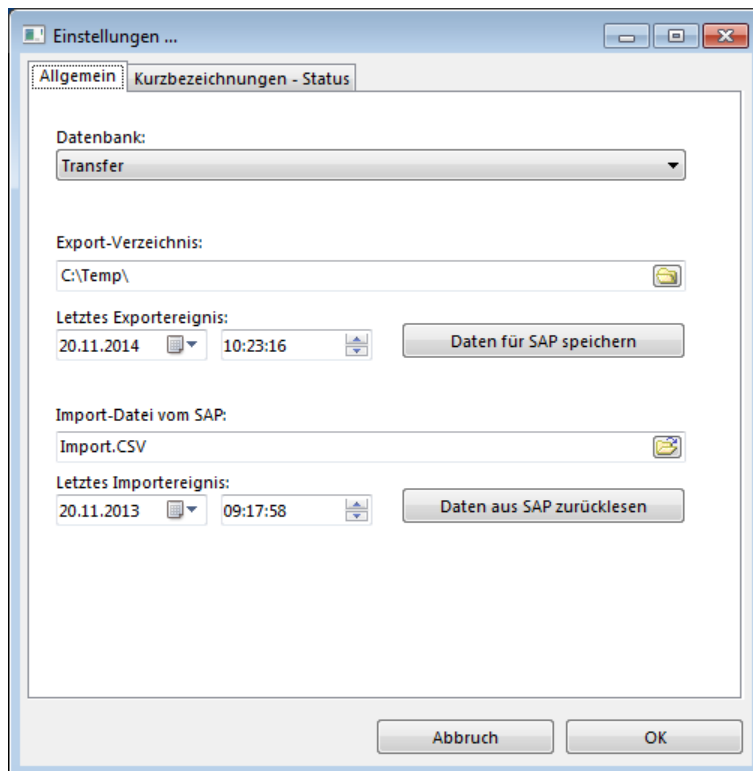 Einstellungen ...
Allgemein Kurzbezeichnungen - Status
Datenbank:
Transfer
Export-Verzeichnis:
C:\Temp\
Letztes Exportereignis:
20.11.2014 10:23:16 Daten für SAP speichern
Import-Datei vom SAP:
Import.CSV
Letztes Importereignis:
20.11.2013 09:17:58 Daten aus SAP zurücklesen
Abbruch OK